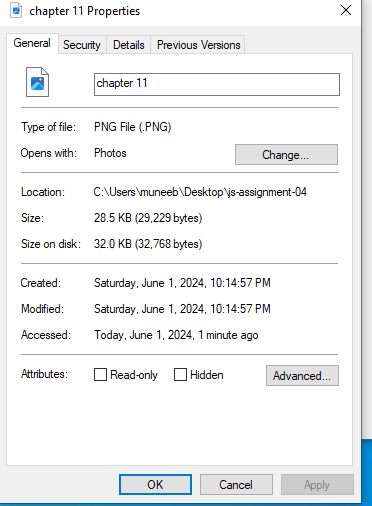 chapter 11 Properties
General Security Details Previous Versions
chapter 11
Type of file: PNG File (.PNG)
Opens with: Photos Change...
Location: C:\Users\muneeb\Desktop\js-assignment-04
Size: 28.5 KB (29,229 bytes)
Size on disk: 32.0 KB (32,768 bytes)
Created: Saturday, June 1, 2024, 10:14:57 PM
Modified: Saturday, June 1, 2024, 10:14:57 PM
Accessed: Today, June 1, 2024, 1 minute ago
Attributes: Read-only Hidden Advanced...
OK Cancel Apply